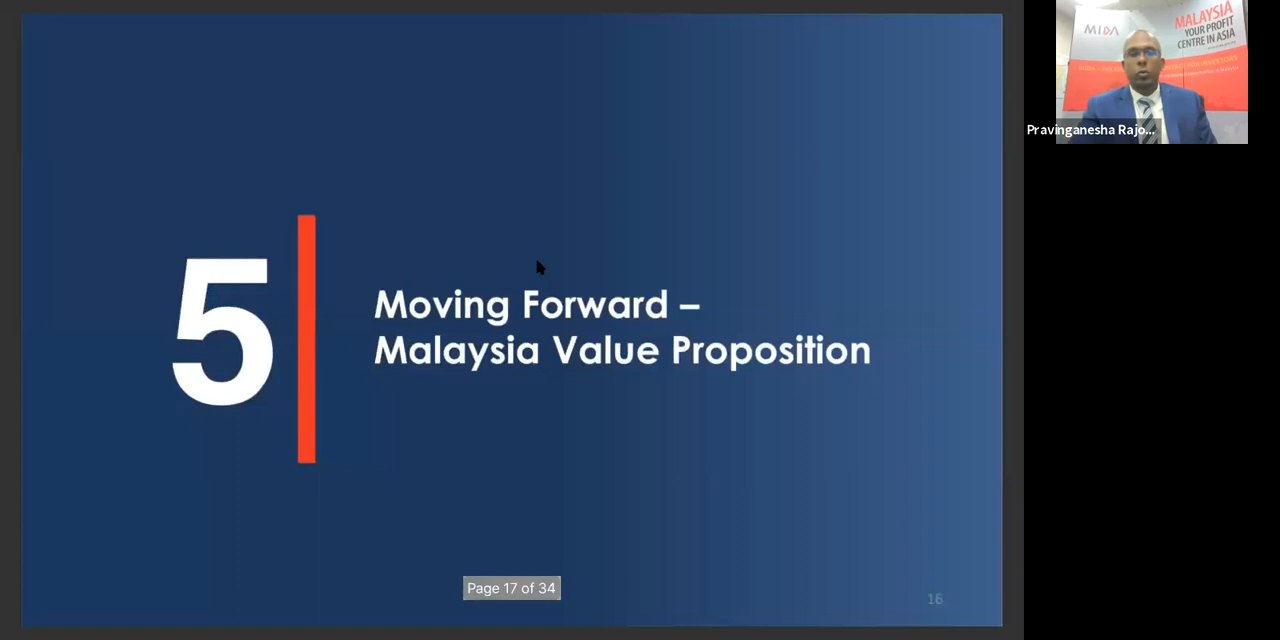 5
Moving Forward –
Malaysia Value Proposition
Page 17 of 34
16
MIDA
MALAYSIA
YOUR PROFIT
CENTRE IN ASIA
Pravinganesha Rajo...